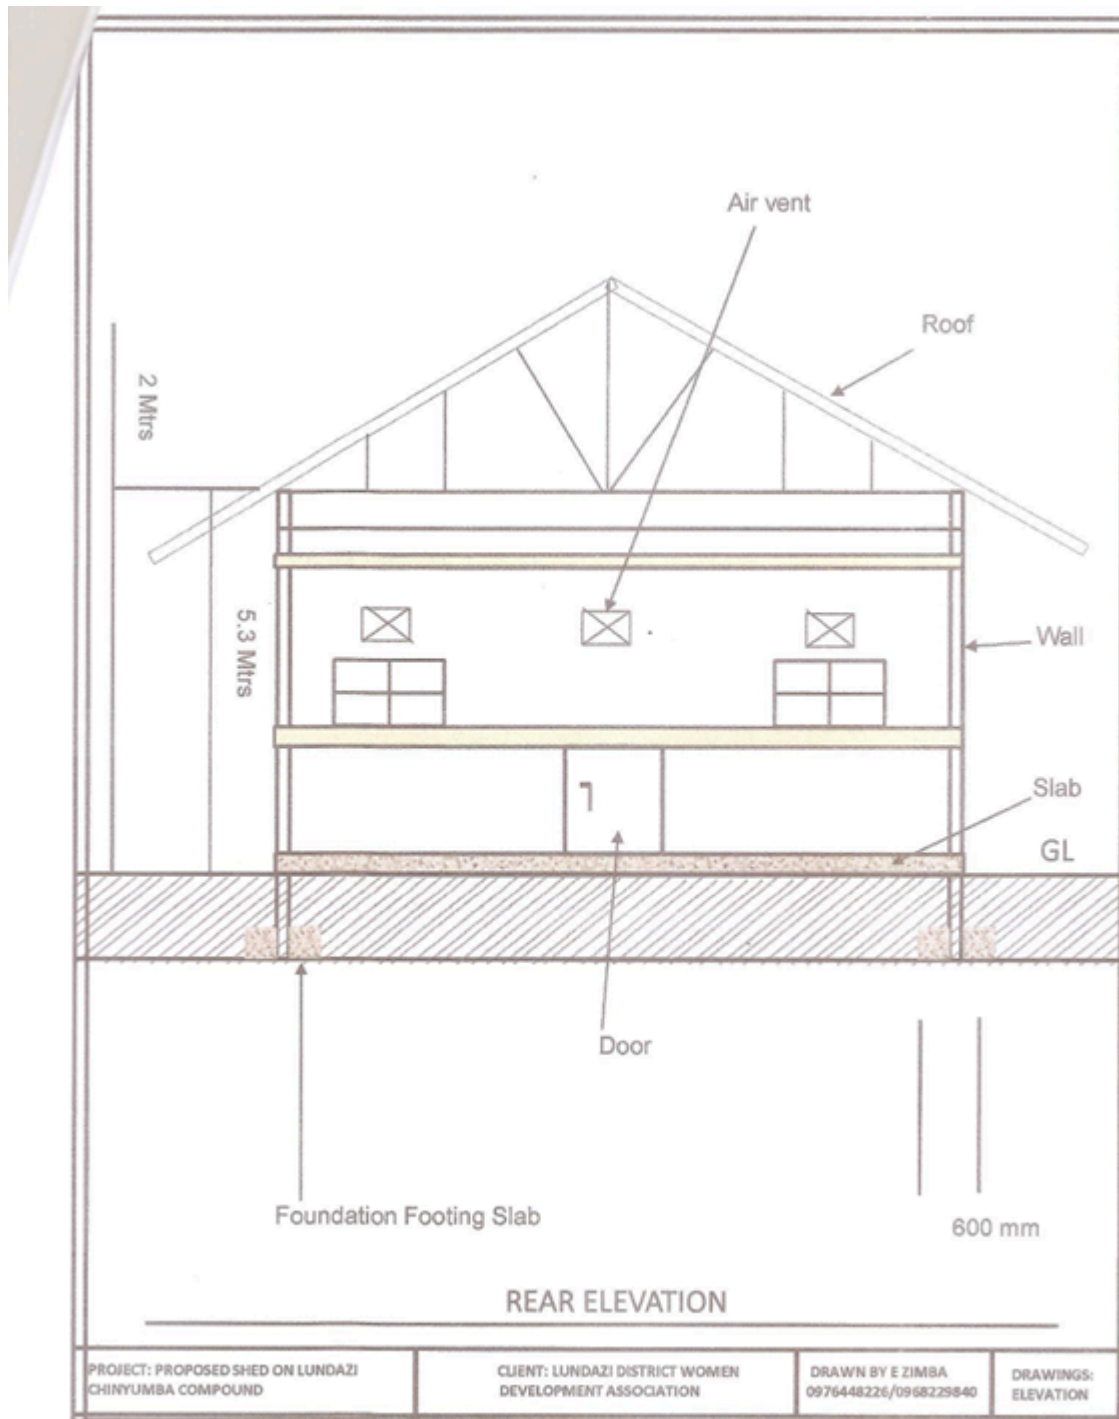 Air vent
Roof
2 Mtrs
5.3 Mtrs
Wall
Slab
GL
Door
Foundation Footing Slab
600 mm
REAR ELEVATION
PROJECT: PROPOSED SHED ON LUNDAZI
CHINYUMBA COMPOUND
CLIENT: LUNDAZI DISTRICT WOMEN
DEVELOPMENT ASSOCIATION
DRAWN BY E ZIMBA
0976448226/0968229840
DRAWINGS:
ELEVATION